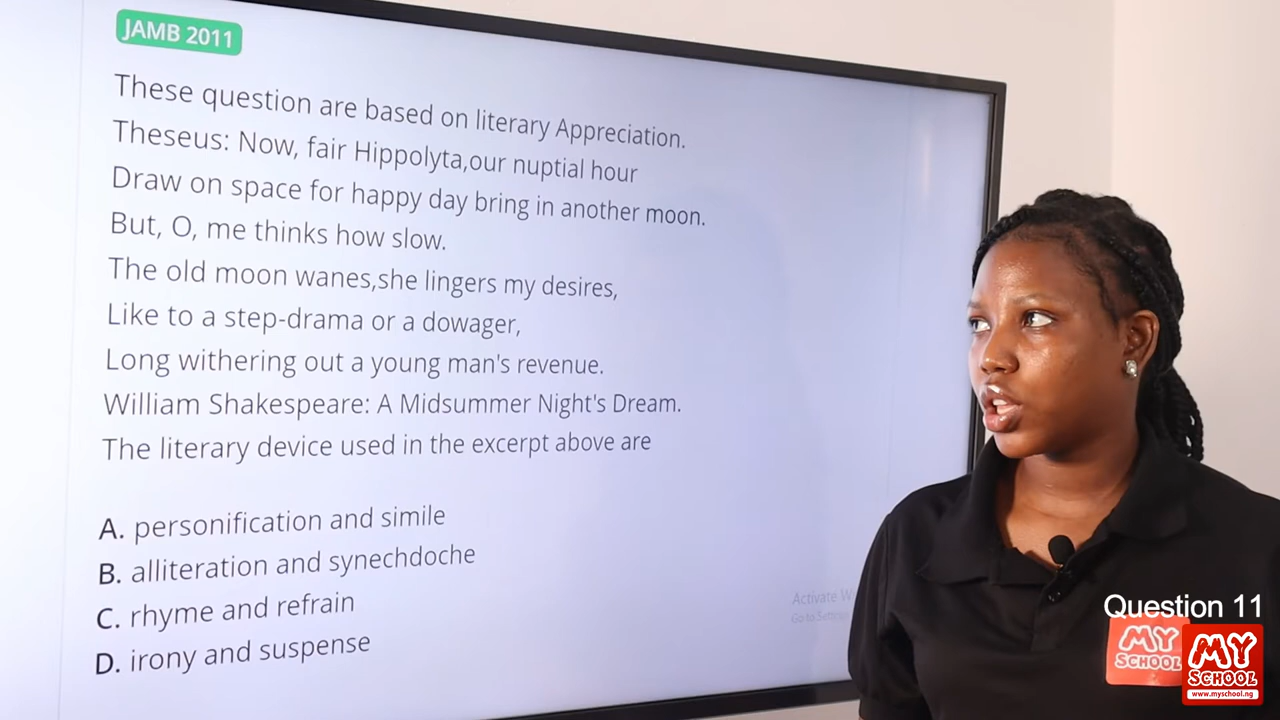 JAMB 2011
These question are based on literary Appreciation.
Theseus: Now, fair Hippolyta,our nuptial hour
Draw on space for happy day bring in another moon.
But, O, me thinks how slow.
The old moon wanes,she lingers my desires,
Like to a step-drama or a dowager,
Long withering out a young man's revenue.
William Shakespeare: A Midsummer Night's Dream.
The literary device used in the excerpt above are
A. personification and simile
B. alliteration and synechdoche
C. rhyme and refrain
D. irony and suspense
Activate W
Go to
Question 11
MY
SCHOOL
MY
SCHOOL
www.myschool.ng